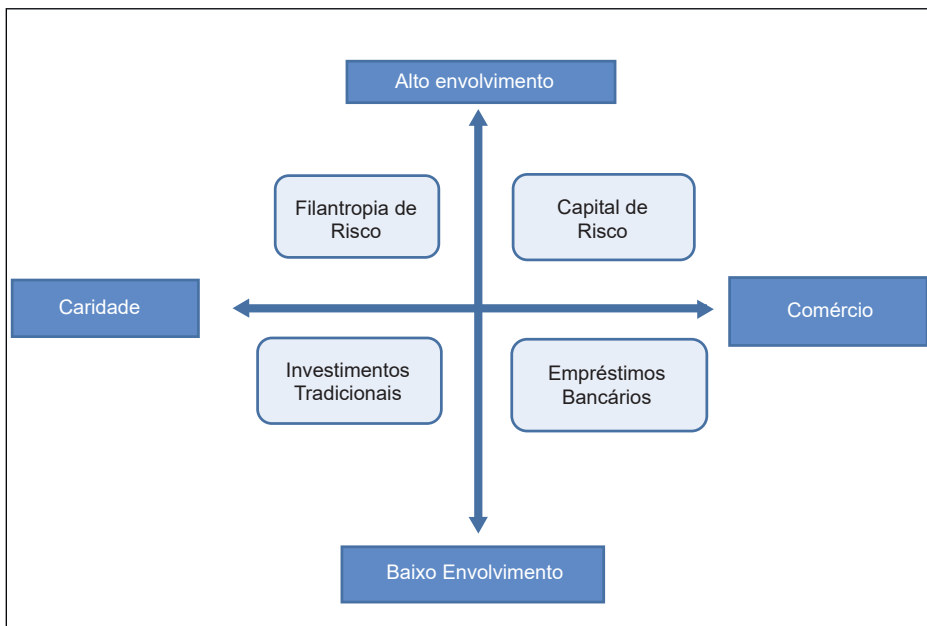 Alto envolvimento
Filantropia de
Risco
Capital de
Risco
Caridade
Comércio
Investimentos
Tradicionais
Empréstimos
Bancários
Baixo Envolvimento